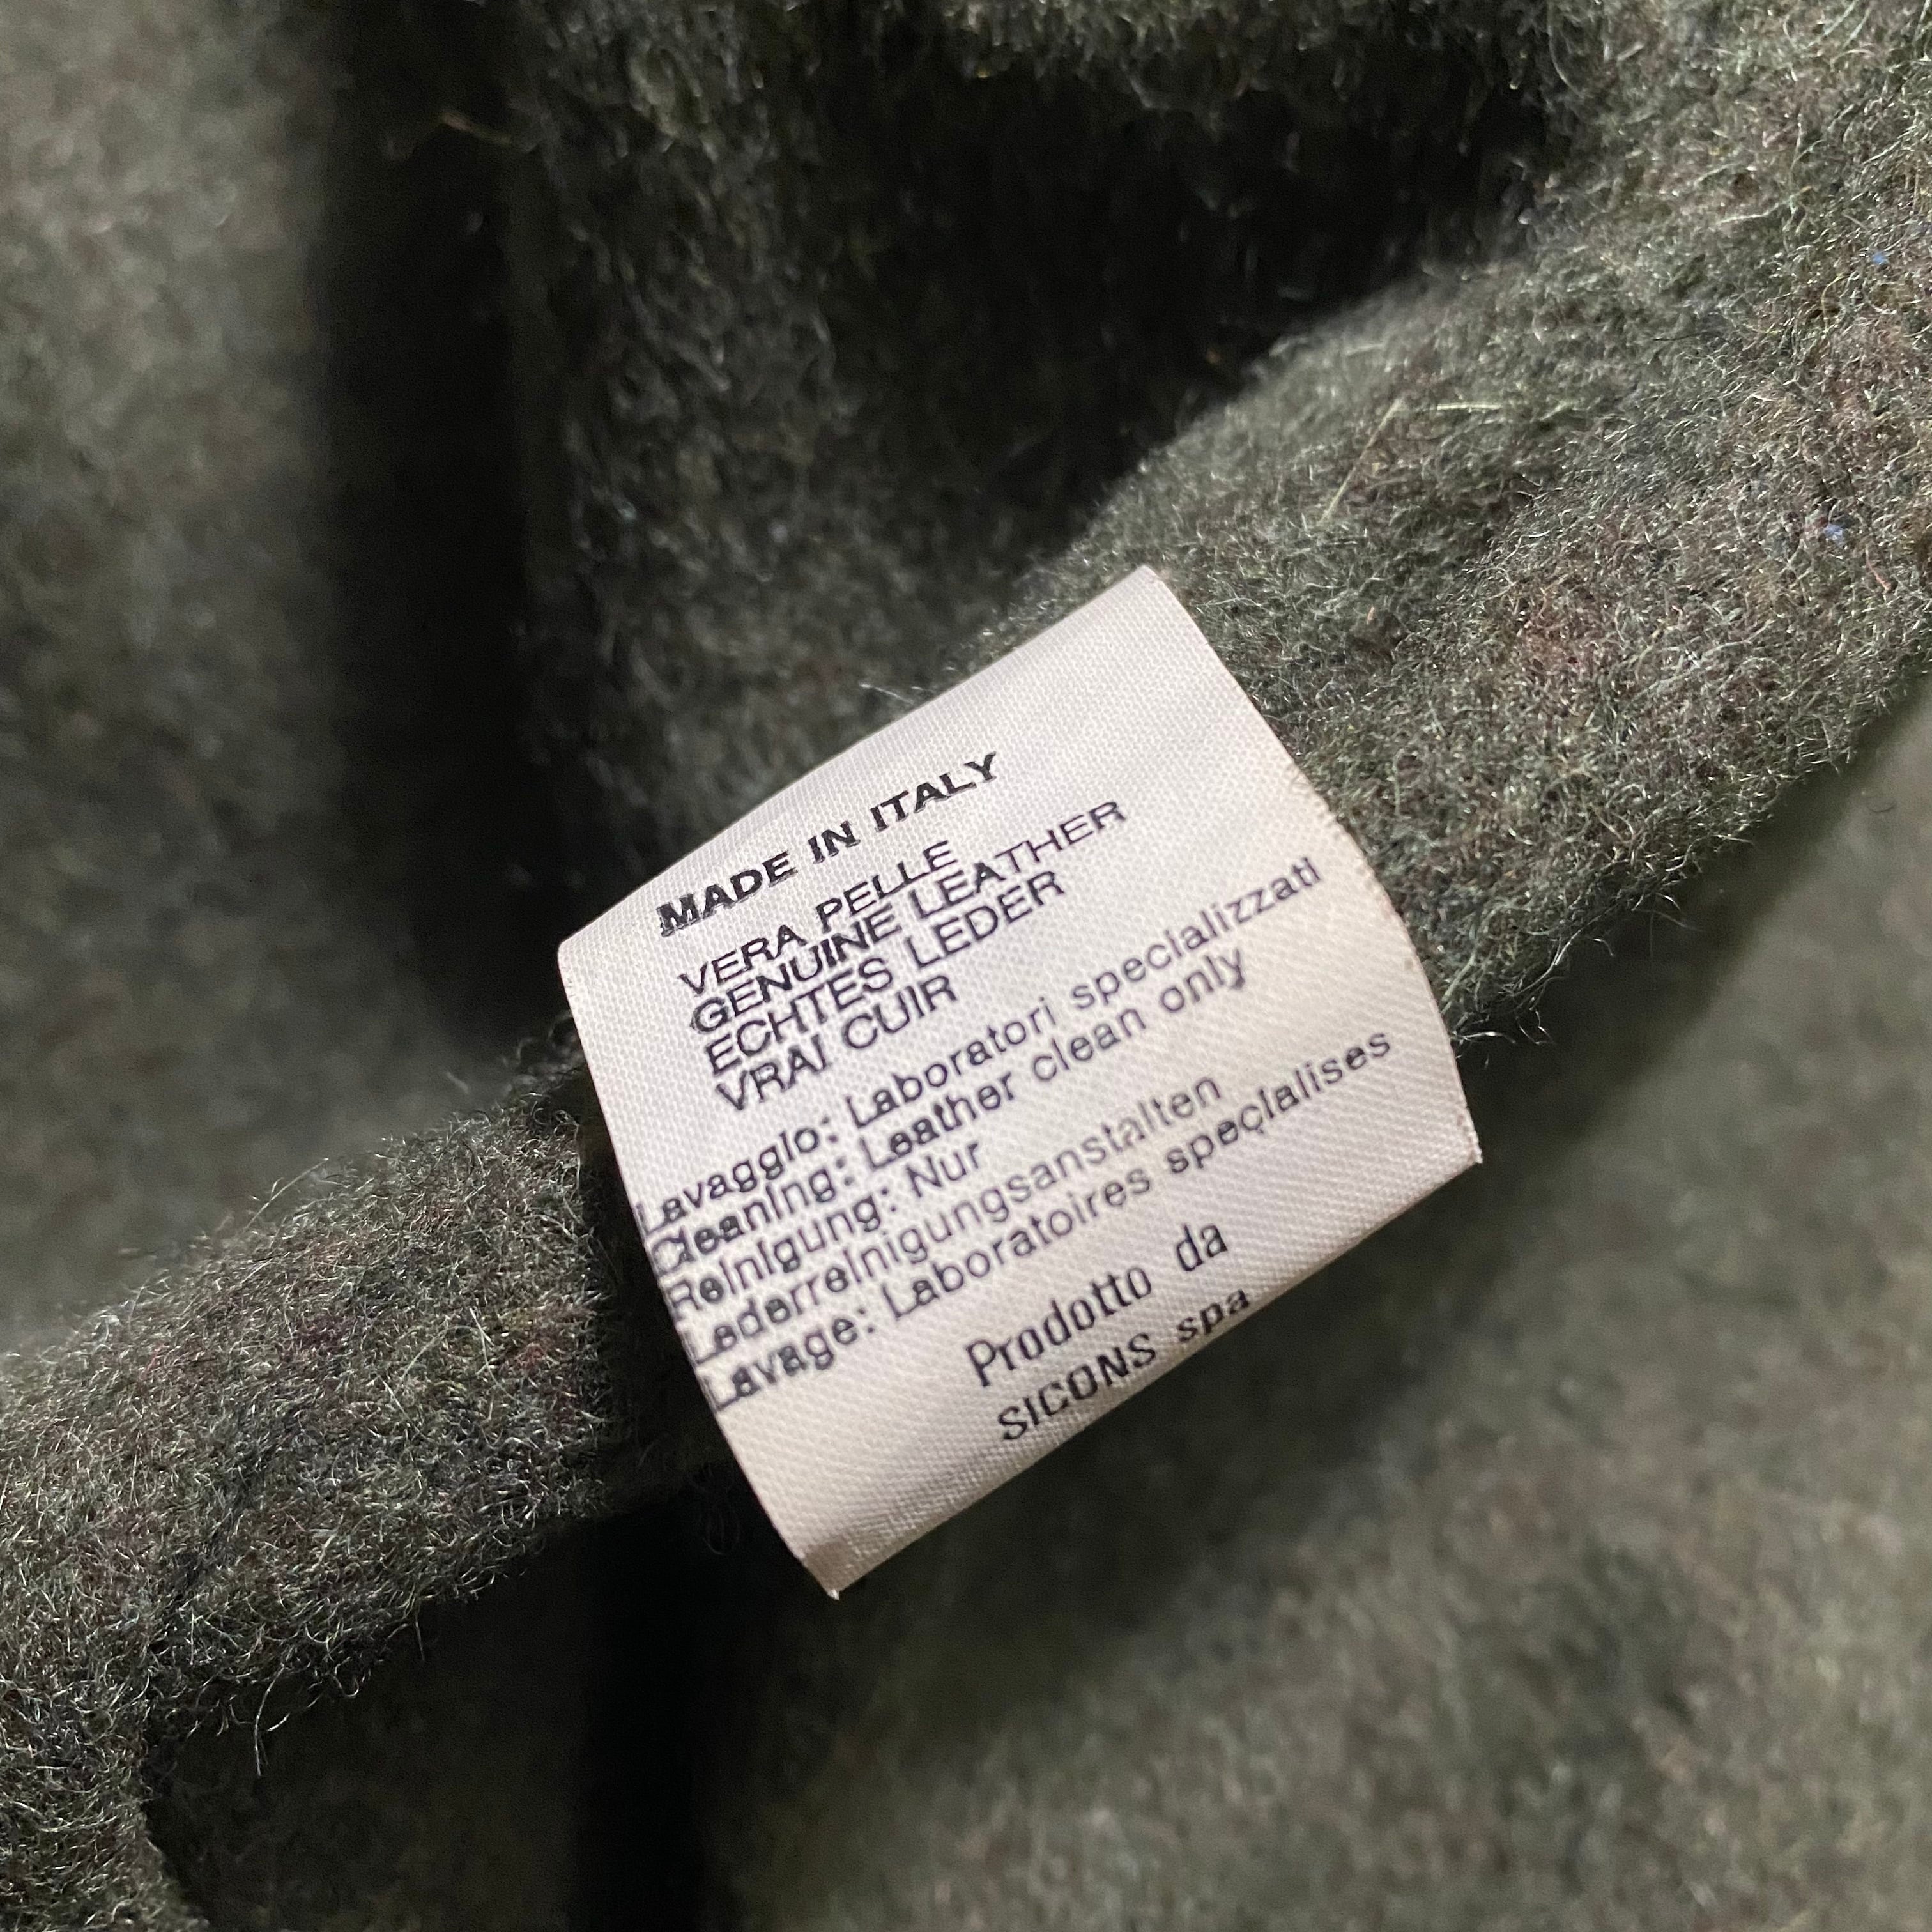 MADE IN ITALY
VERA PELLE
GENUINE LEATHER
ECHTES LEDER
VRAI CUIR
Lavaggio: Laboratori specializzati
Cleaning: Leather clean only
Reinigung: Nur
Lederreinigungsanstalten
Lavage: Laboratoires specialises
Prodotto da
SICONS spa